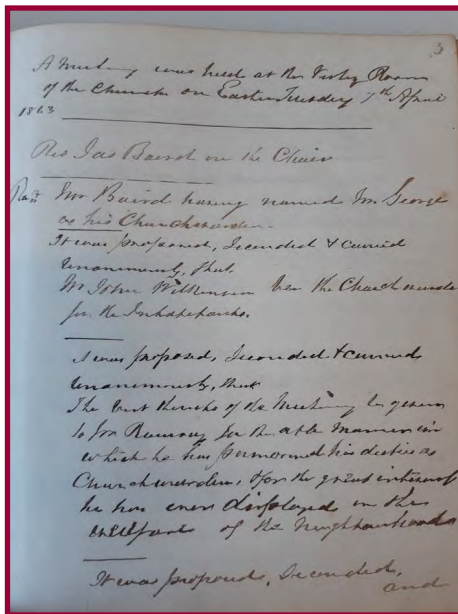 3
A Meeting was held at the Vestry Room
of the Church on Easter Tuesday 7th April
1863
Rev Jas Baird in the Chair
Mr Baird having named Mr George
as his Churchwarden.
It was proposed, Seconded & carried
Unanimously, that
Mr John Wilkinson be the Churchwarden
for the Inhabitants.
It was proposed, Seconded & carried
Unanimously, that
The best thanks of the Meeting be given
to Mr Ramsay for the able manner in
which he has performed his duties as
Churchwarden & for the great interest
he has ever displayed in the
welfare of the Neighbourhood
It was proposed, Seconded,
and